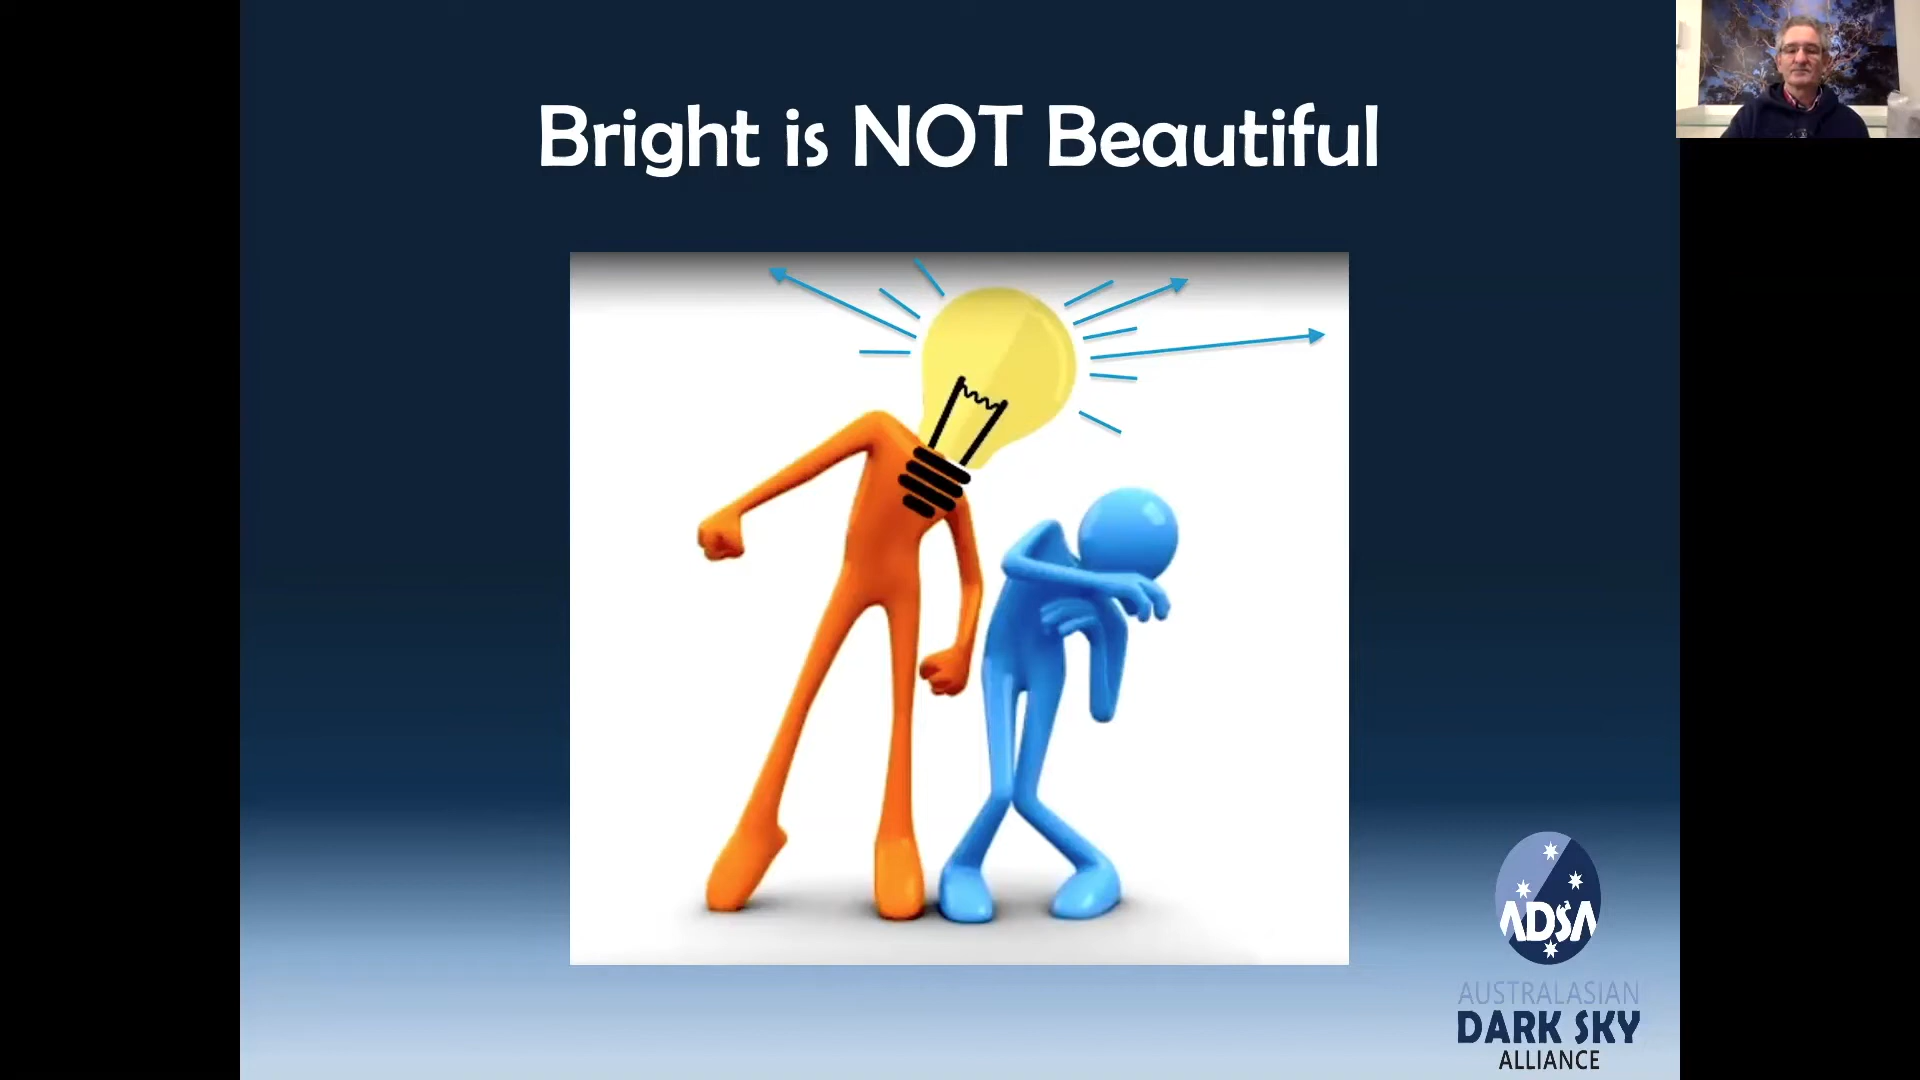 Bright is NOT Beautiful
ADSA
AUSTRALASIAN
DARK SKY
ALLIANCE